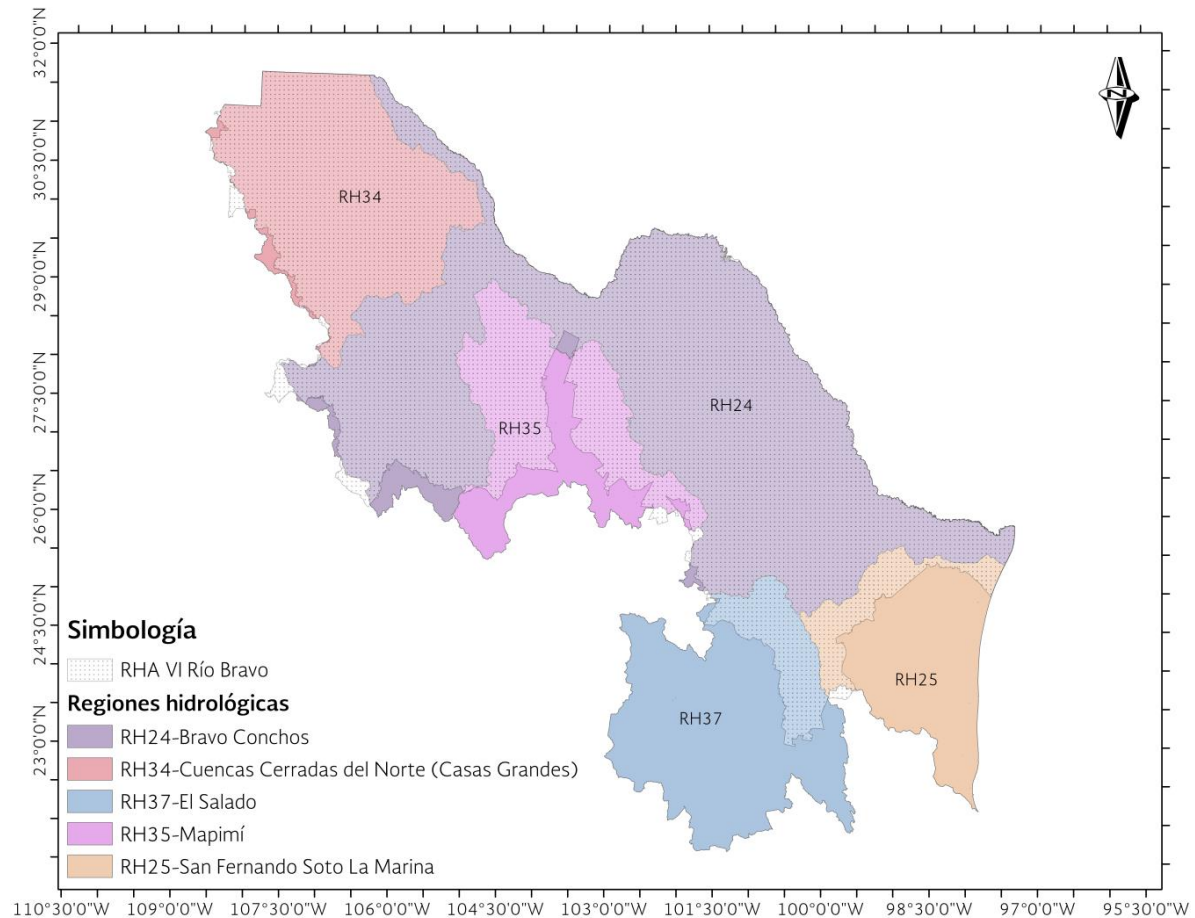 32°0'0"N
30°30'0"N
29°0'0"N
27°30'0"N
26°0'0"N
24°30'0"N
23°0'0"N
N
RH34
RH24
RH35
RH25
RH37
Simbología
RHA VI Río Bravo
Regiones hidrológicas
RH24-Bravo Conchos
RH34-Cuencas Cerradas del Norte (Casas Grandes)
RH37-El Salado
RH35-Mapimí
RH25-San Fernando Soto La Marina
110°30'0"W 109°0'0"W 107°30'0"W 106°0'0"W 104°30'0"W 103°0'0"W 101°30'0"W 100°0'0"W 98°30'0"W 97°0'0"W 95°30'0"W